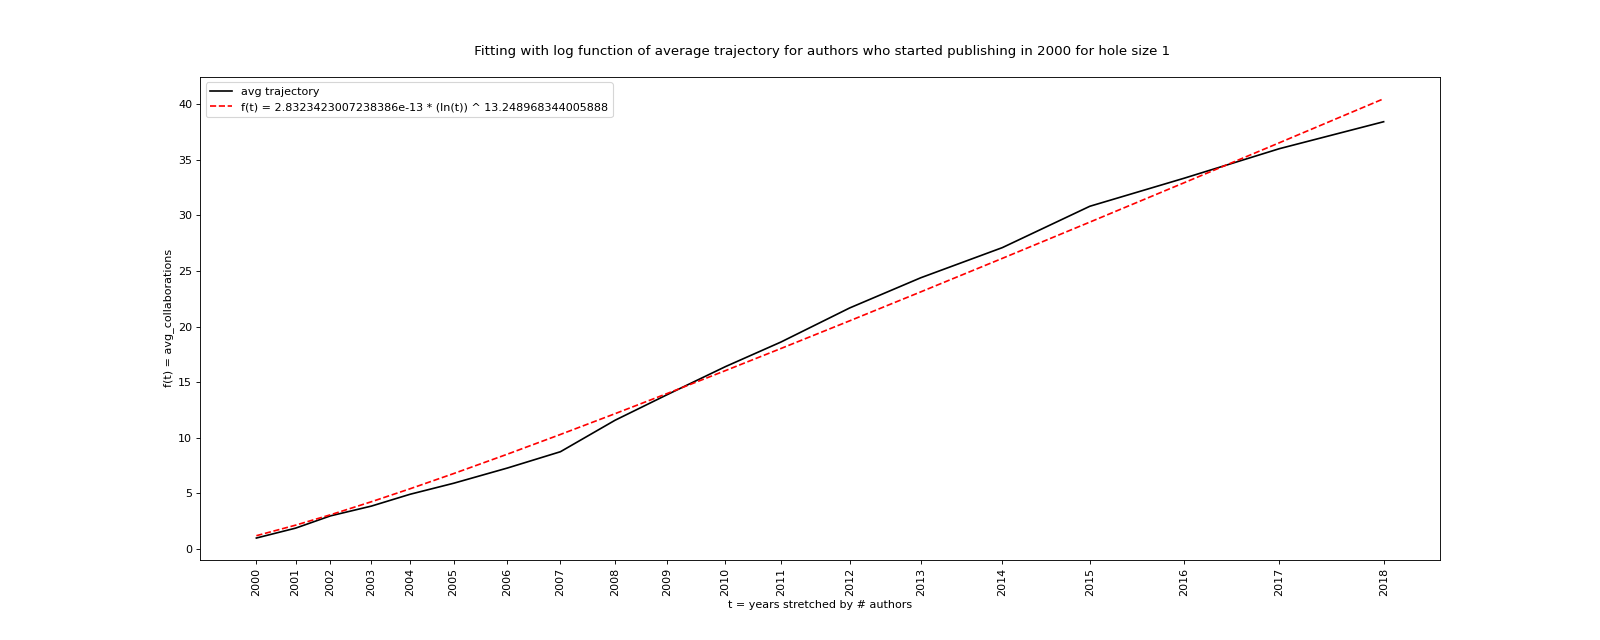 Fitting with log function of average trajectory for authors who started publishing in 2000 for hole size 1
avg trajectory
f(t) = 2.8323423007238386e-13 * (ln(t)) ^ 13.248968344005888
40
35
30
25
20
15
10
5
0
f(t) = avg_collaborations
2000 2001 2002 2003 2004 2005 2006 2007 2008 2009 2010 2011 2012 2013 2014 2015 2016 2017 2018
t = years stretched by # authors